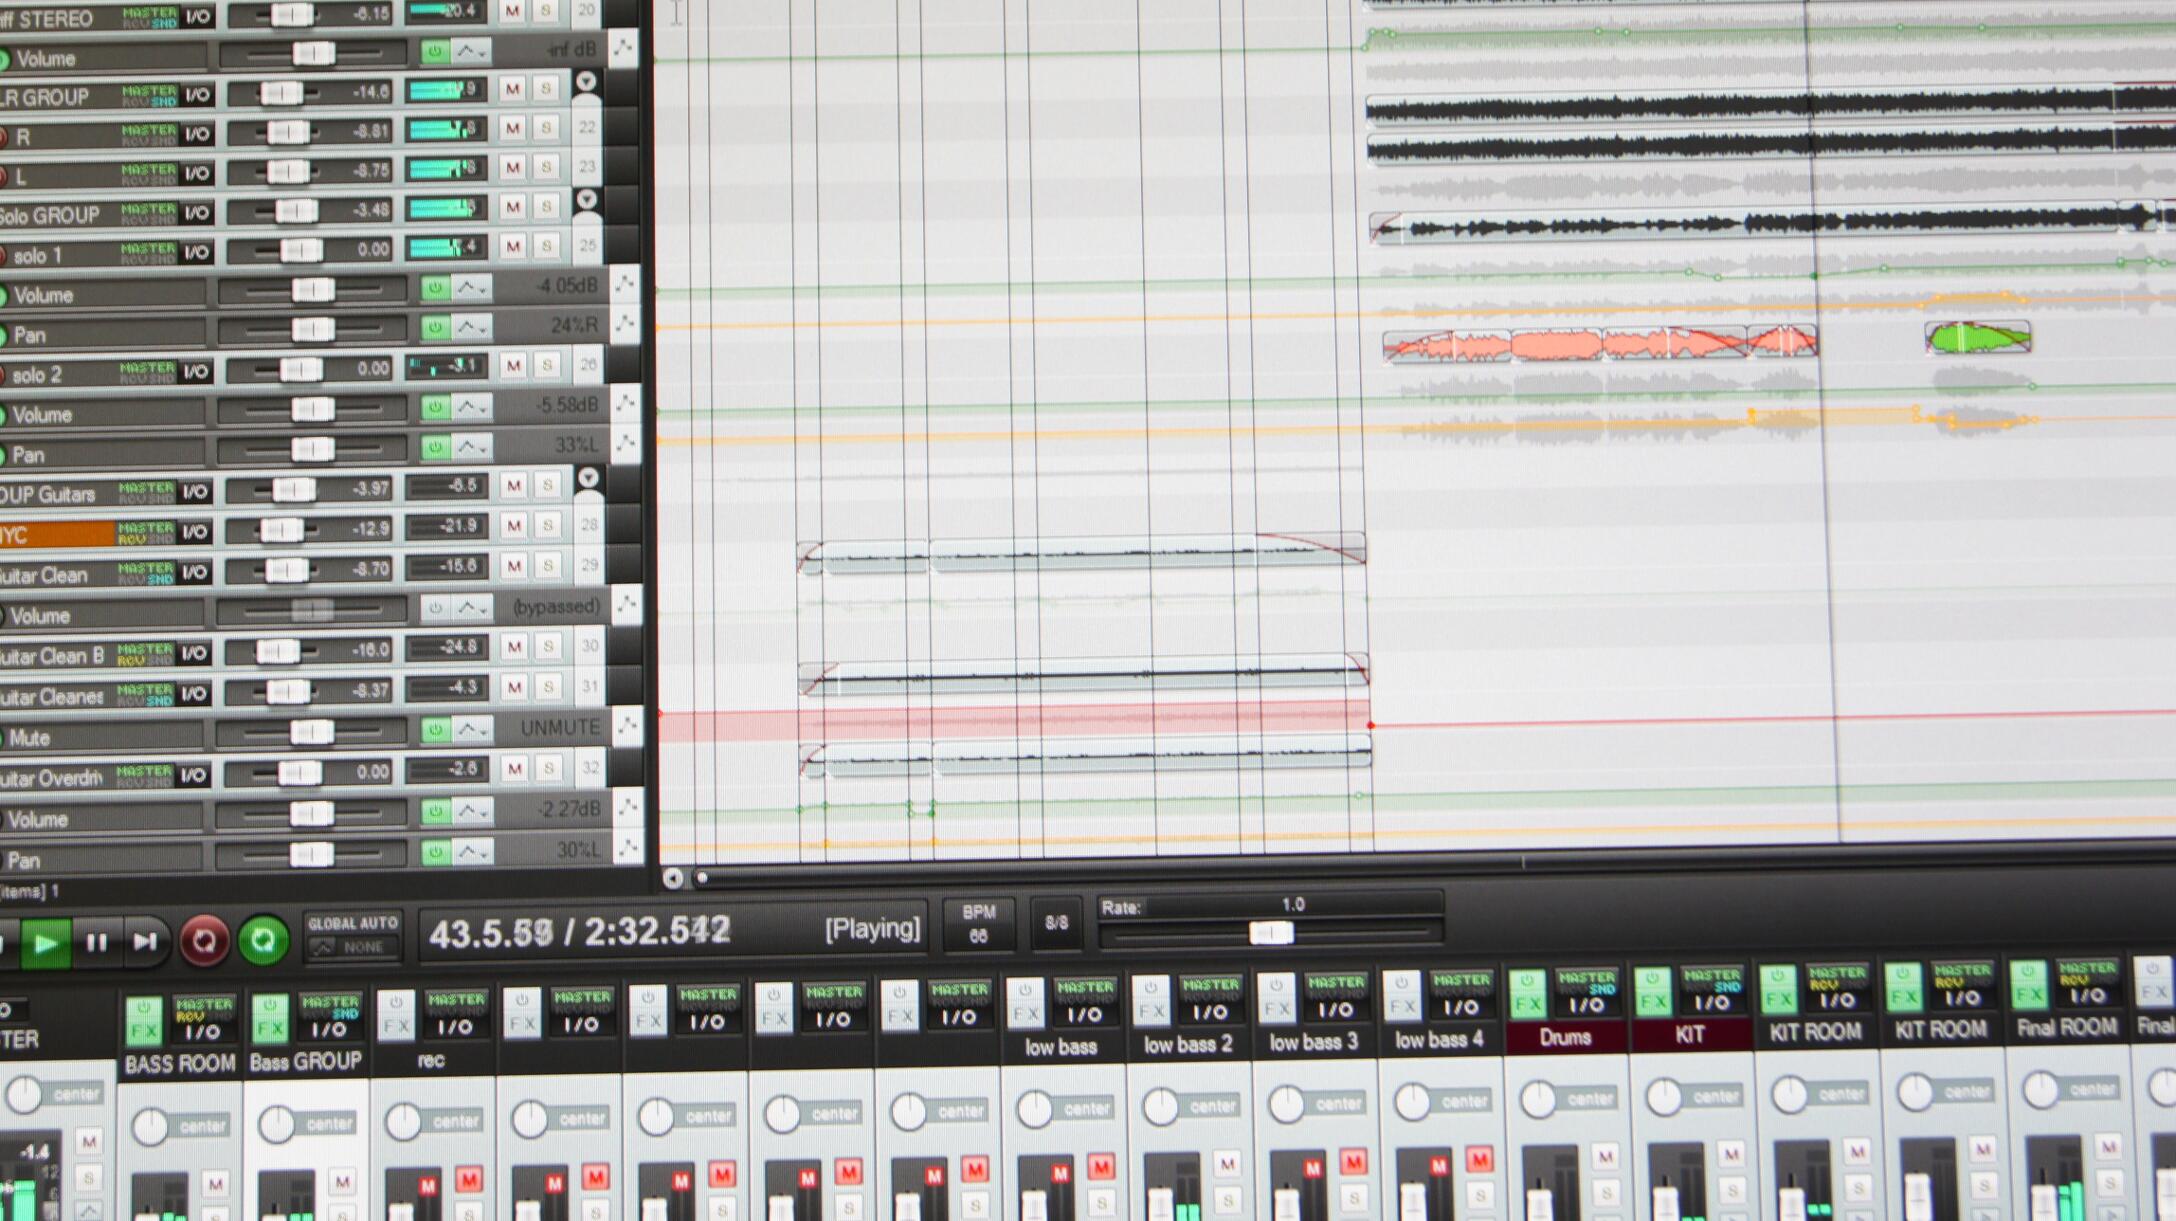 ff STEREO MASTER RCV SND I/O -6.15 -20.4 M S 20
Volume -inf dB
LR GROUP MASTER RCV SND I/O -14.6 M S
R MASTER RCV SND I/O -8.81 M S 22
L MASTER RCV SND I/O -8.75 M S 23
Solo GROUP MASTER RCV SND I/O -3.48 M S
solo 1 MASTER RCV SND I/O 0.00 M S 25
Volume -4.05dB
Pan 24%R
solo 2 MASTER RCV SND I/O 0.00 -3.1 M S 26
Volume -5.58dB
Pan 33%L
OUP Guitars MASTER RCV SND I/O -3.97 -6.5 M S
NYC MASTER RCV SND I/O -12.9 -21.9 M S 28
uitar Clean MASTER RCV SND I/O -8.70 -15.6 M S 29
Volume (bypassed)
uitar Clean B MASTER RCV SND I/O -16.0 -24.8 M S 30
uitar Cleanes MASTER RCV SND I/O -8.37 -4.3 M S 31
Mute UNMUTE
uitar Overdri MASTER RCV SND I/O 0.00 -2.6 M S 32
Volume -2.27dB
Pan 30%L
[items] 1
GLOBAL AUTO
NONE
43.5.59 / 2:32.542 [Playing]
BPM
66
8/8
Rate: 1.0
TER
FX MASTER RCV I/O BASS ROOM
FX MASTER SND I/O Bass GROUP
FX MASTER I/O rec
FX MASTER I/O
FX MASTER I/O
FX MASTER I/O
FX MASTER I/O
FX MASTER I/O low bass
FX MASTER I/O low bass 2
FX MASTER I/O low bass 3
FX MASTER I/O low bass 4
FX MASTER SND I/O Drums
FX MASTER SND I/O KIT
FX MASTER RCV I/O KIT ROOM
FX MASTER RCV I/O KIT ROOM
FX MASTER RCV I/O Final ROOM
FX Final
center center center center center center center center center center center center center center center center center
-1.4 M
12
S
6
M M M M M M M M M M M M M M M M M M M M M M M
S S S S S S S S S S S S S S S S